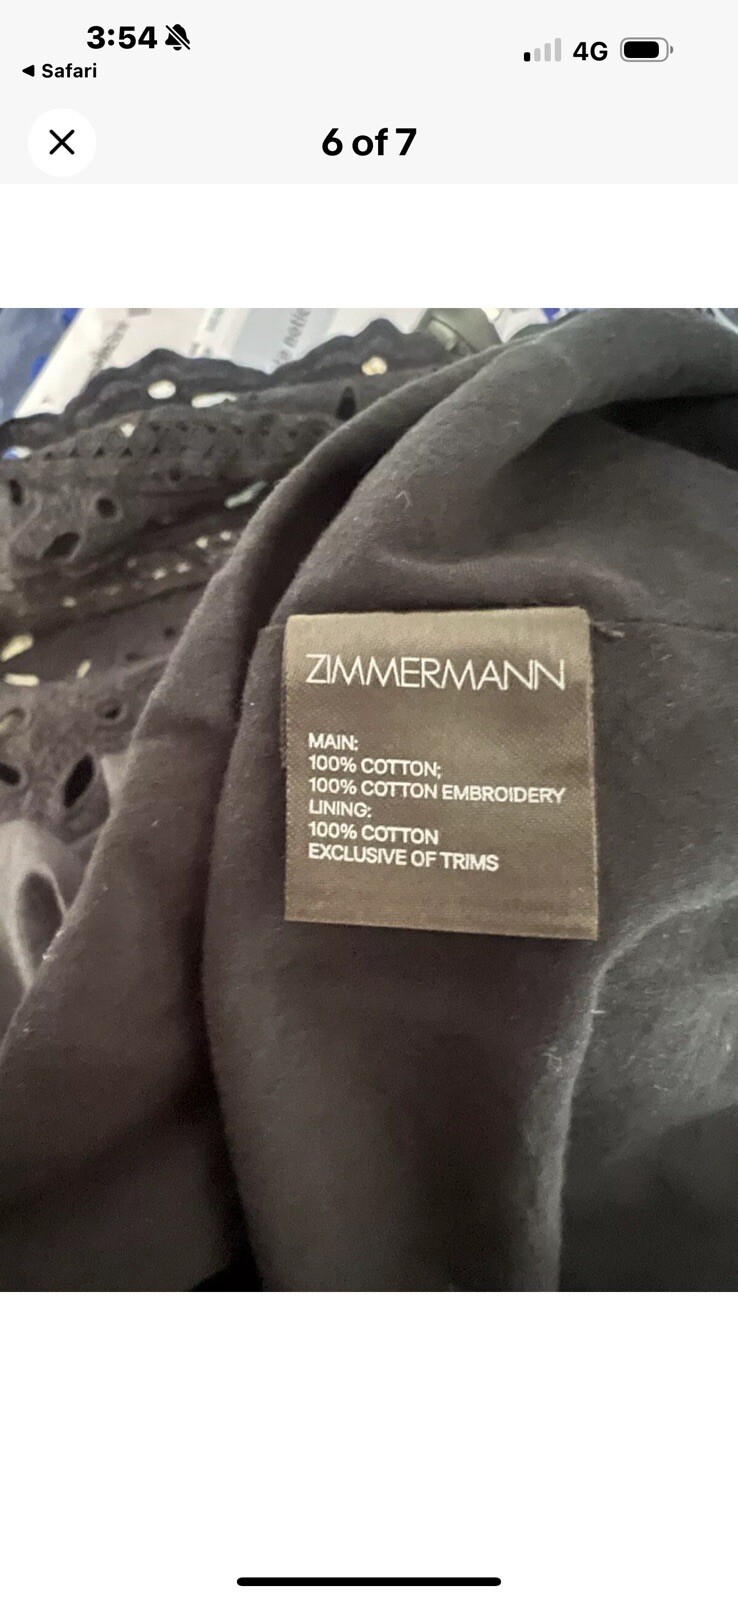 3:54
4G
◀ Safari
6 of 7
ZIMMERMANN
MAIN:
100% COTTON;
100% COTTON EMBROIDERY
LINING:
100% COTTON
EXCLUSIVE OF TRIMS